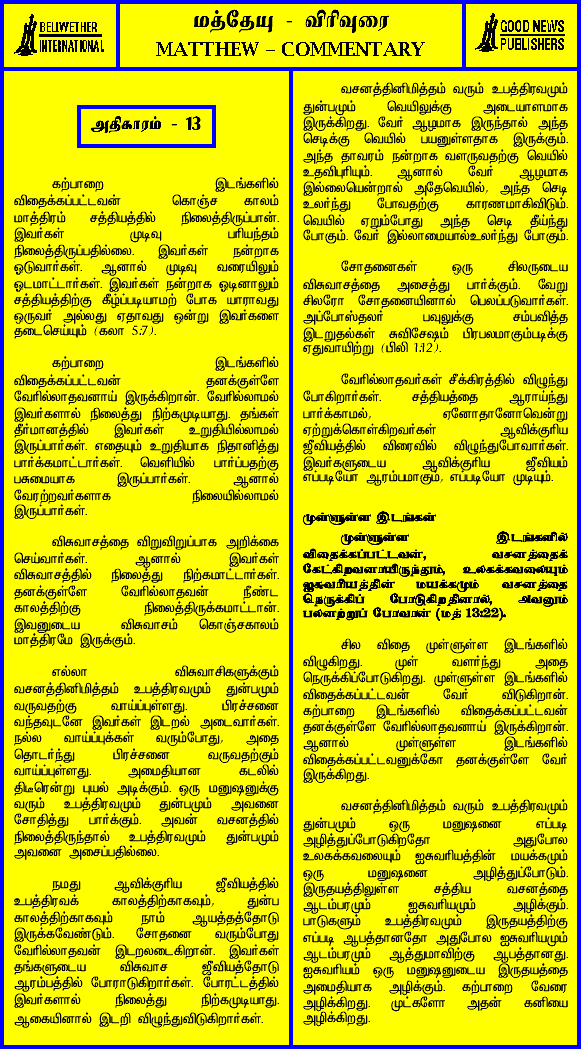 BELIWETHER
INTERNATIONAL
மத்தேயு - விரிவுரை
MATTHEW – COMMENTARY
GOOD NEWS
PUBLISHERS
அதிகாரம் - 13
கற்பாறை இடங்களில்
விதைக்கப்பட்டவன் கொஞ்ச காலம்
மாத்திரம் சத்தியத்தில் நிலைத்திருப்பான்.
இவர்கள் முடிவு பரியந்தம்
நிலைத்திருப்பதில்லை. இவர்கள் நன்றாக
ஓடுவார்கள். ஆனால் முடிவு வரையிலும்
ஓடமாட்டார்கள். இவர்கள் நன்றாக ஓடினாலும்
சத்தியத்திற்கு கீழ்ப்படியாமற் போக யாராவது
ஒருவர் அல்லது ஏதாவது ஒன்று இவர்களை
தடைசெய்யும் (கலா 5:7).
கற்பாறை இடங்களில்
விதைக்கப்பட்டவன் தனக்குள்ளே
வேரில்லாதவனாய் இருக்கிறான். வேரில்லாமல்
இவர்களால் நிலைத்து நிற்கமுடியாது. தங்கள்
தீர்மானத்தில் இவர்கள் உறுதியில்லாமல்
இருப்பார்கள். எதையும் உறுதியாக நிதானித்து
பார்க்கமாட்டார்கள். வெளியில் பார்ப்பதற்கு
பசுமையாக இருப்பார்கள். ஆனால்
வேரற்றவர்களாக நிலையில்லாமல்
இருப்பார்கள்.
விசுவாசத்தை விறுவிறுப்பாக அறிக்கை
செய்வார்கள். ஆனால் இவர்கள்
விசுவாசத்தில் நிலைத்து நிற்கமாட்டார்கள்.
தனக்குள்ளே வேரில்லாதவன் நீண்ட
காலத்திற்கு நிலைத்திருக்கமாட்டான்.
இவனுடைய விசுவாசம் கொஞ்சகாலம்
மாத்திரமே இருக்கும்.
எல்லா விசுவாசிகளுக்கும்
வசனத்தினிமித்தம் உபத்திரவமும் துன்பமும்
வருவதற்கு வாய்ப்புள்ளது. பிரச்சனை
வந்தவுடனே இவர்கள் இடறல் அடைவார்கள்.
நல்ல வாய்ப்புக்கள் வரும்போது, அதை
தொடர்ந்து பிரச்சனை வருவதற்கும்
வாய்ப்புள்ளது. அமைதியான கடலில்
திடீரென்று புயல் அடிக்கும். ஒரு மனுஷனுக்கு
வரும் உபத்திரவமும் துன்பமும் அவனை
சோதித்து பார்க்கும். அவன் வசனத்தில்
நிலைத்திருந்தால் உபத்திரவமும் துன்பமும்
அவனை அசைப்பதில்லை.
நமது ஆவிக்குரிய ஜீவியத்தில்
உபத்திரவக் காலத்திற்காகவும், துன்ப
காலத்திற்காகவும் நாம் ஆயத்தத்தோடு
இருக்கவேண்டும். சோதனை வரும்போது
வேரில்லாதவன் இடறலடைகிறான். இவர்கள்
தங்களுடைய விசுவாச ஜீவியத்தோடு
ஆரம்பத்தில் போராடுகிறார்கள். போரட்டத்தில்
இவர்களால் நிலைத்து நிற்கமுடியாது.
ஆகையினால் இடறி விழுந்துவிடுகிறார்கள்.
வசனத்தினிமித்தம் வரும் உபத்திரவமும்
துன்பமும் வெயிலுக்கு அடையாளமாக
இருக்கிறது. வேர் ஆழமாக இருந்தால் அந்த
செடிக்கு வெயில் பயனுள்ளதாக இருக்கும்.
அந்த தாவரம் நன்றாக வளருவதற்கு வெயில்
உதவிபுரியும். ஆனால் வேர் ஆழமாக
இல்லையென்றால் அதேவெயில், அந்த செடி
உலர்ந்து போவதற்கு காரணமாகிவிடும்.
வெயில் ஏறும்போது அந்த செடி தீய்ந்து
போகும். வேர் இல்லாமையால்உலர்ந்து போகும்.
சோதனைகள் ஒரு சிலருடைய
விசுவாசத்தை அசைத்து பார்க்கும். வேறு
சிலரோ சோதனையினால் பெலப்படுவார்கள்.
அப்போஸ்தலர் பவுலுக்கு சம்பவித்த
இடறுதல்கள் சுவிசேஷம் பிரபலமாகும்படிக்கு
ஏதுவாயிற்று (பிலி 1:12).
வேரில்லாதவர்கள் சீக்கிரத்தில் விழுந்து
போகிறார்கள். சத்தியத்தை ஆராய்ந்து
பார்க்காமல், ஏனோதானோவென்று
ஏற்றுக்கொள்கிறவர்கள் ஆவிக்குரிய
ஜீவியத்தில் விரைவில் விழுந்துபோவார்கள்.
இவர்களுடைய ஆவிக்குரிய ஜீவியம்
எப்படியோ ஆரம்பமாகும், எப்படியோ முடியும்.
முள்ளுள்ள இடங்கள்
முள்ளுள்ள இடங்களில்
விதைக்கப்பட்டவன், வசனத்தைக்
கேட்கிறவனாயிருந்தும், உலகக்கவலையும்
ஐசுவரியத்தின் மயக்கமும் வசனத்தை
நெருக்கிப் போடுகிறதினால், அவனும்
பலனற்றுப் போவான் (மத் 13:22).
சில விதை முள்ளுள்ள இடங்களில்
விழுகிறது. முள் வளர்ந்து அதை
நெருக்கிப்போடுகிறது. முள்ளுள்ள இடங்களில்
விதைக்கப்பட்டவன் வேர் விடுகிறான்.
கற்பாறை இடங்களில் விதைக்கப்பட்டவன்
தனக்குள்ளே வேரில்லாதவனாய் இருக்கிறான்.
ஆனால் முள்ளுள்ள இடங்களில்
விதைக்கப்பட்டவனுக்கோ தனக்குள்ளே வேர்
இருக்கிறது.
வசனத்தினிமித்தம் வரும் உபத்திரவமும்
துன்பமும் ஒரு மனுஷனை எப்படி
அழித்துப்போடுகிறதோ அதுபோல
உலகக்கவலையும் ஐசுவரியத்தின் மயக்கமும்
ஒரு மனுஷனை அழித்துப்போடும்.
இருதயத்திலுள்ள சத்திய வசனத்தை
ஆடம்பரமும் ஐசுவரியமும் அழிக்கும்.
பாடுகளும் உபத்திரவமும் இருதயத்திற்கு
எப்படி ஆபத்தானதோ அதுபோல ஐசுவரியமும்
ஆடம்பரமும் ஆத்துமாவிற்கு ஆபத்தானது.
ஐசுவரியம் ஒரு மனுஷனுடைய இருதயத்தை
அமைதியாக அழிக்கும். கற்பாறை வேரை
அழிக்கிறது. முட்களோ அதன் கனியை
அழிக்கிறது.